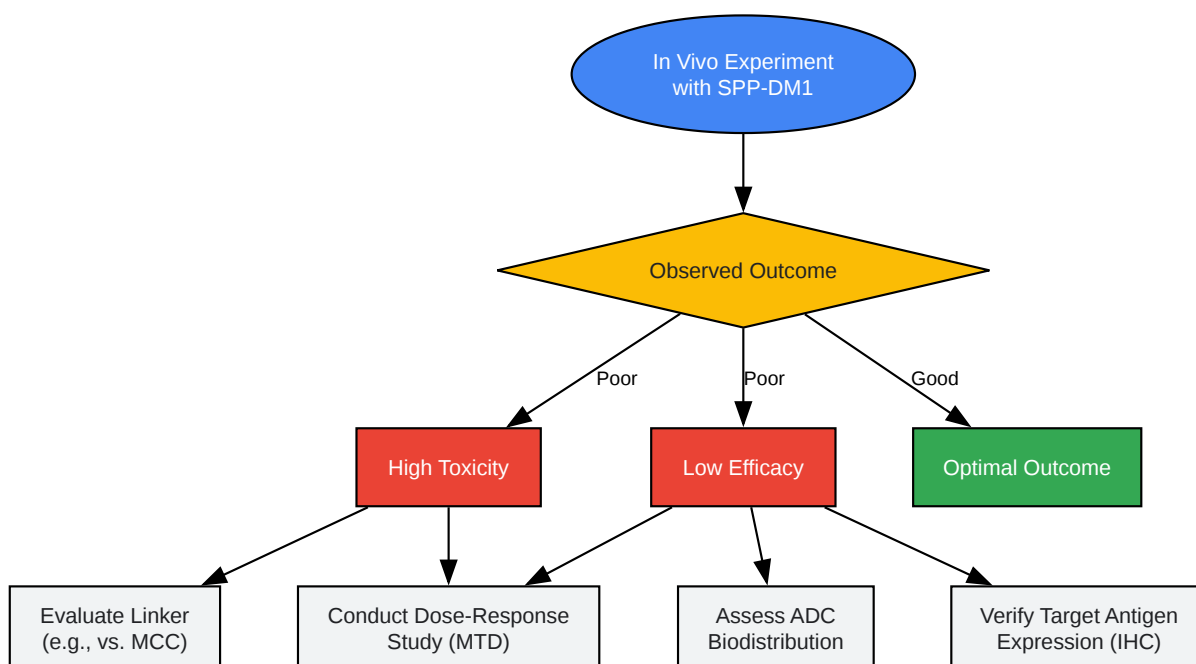 In Vivo Experiment
with SPP-DM1
Observed Outcome
Poor
Poor
Good
High Toxicity
Low Efficacy
Optimal Outcome
Evaluate Linker
(e.g., vs. MCC)
Conduct Dose-Response
Study (MTD)
Assess ADC
Biodistribution
Verify Target Antigen
Expression (IHC)